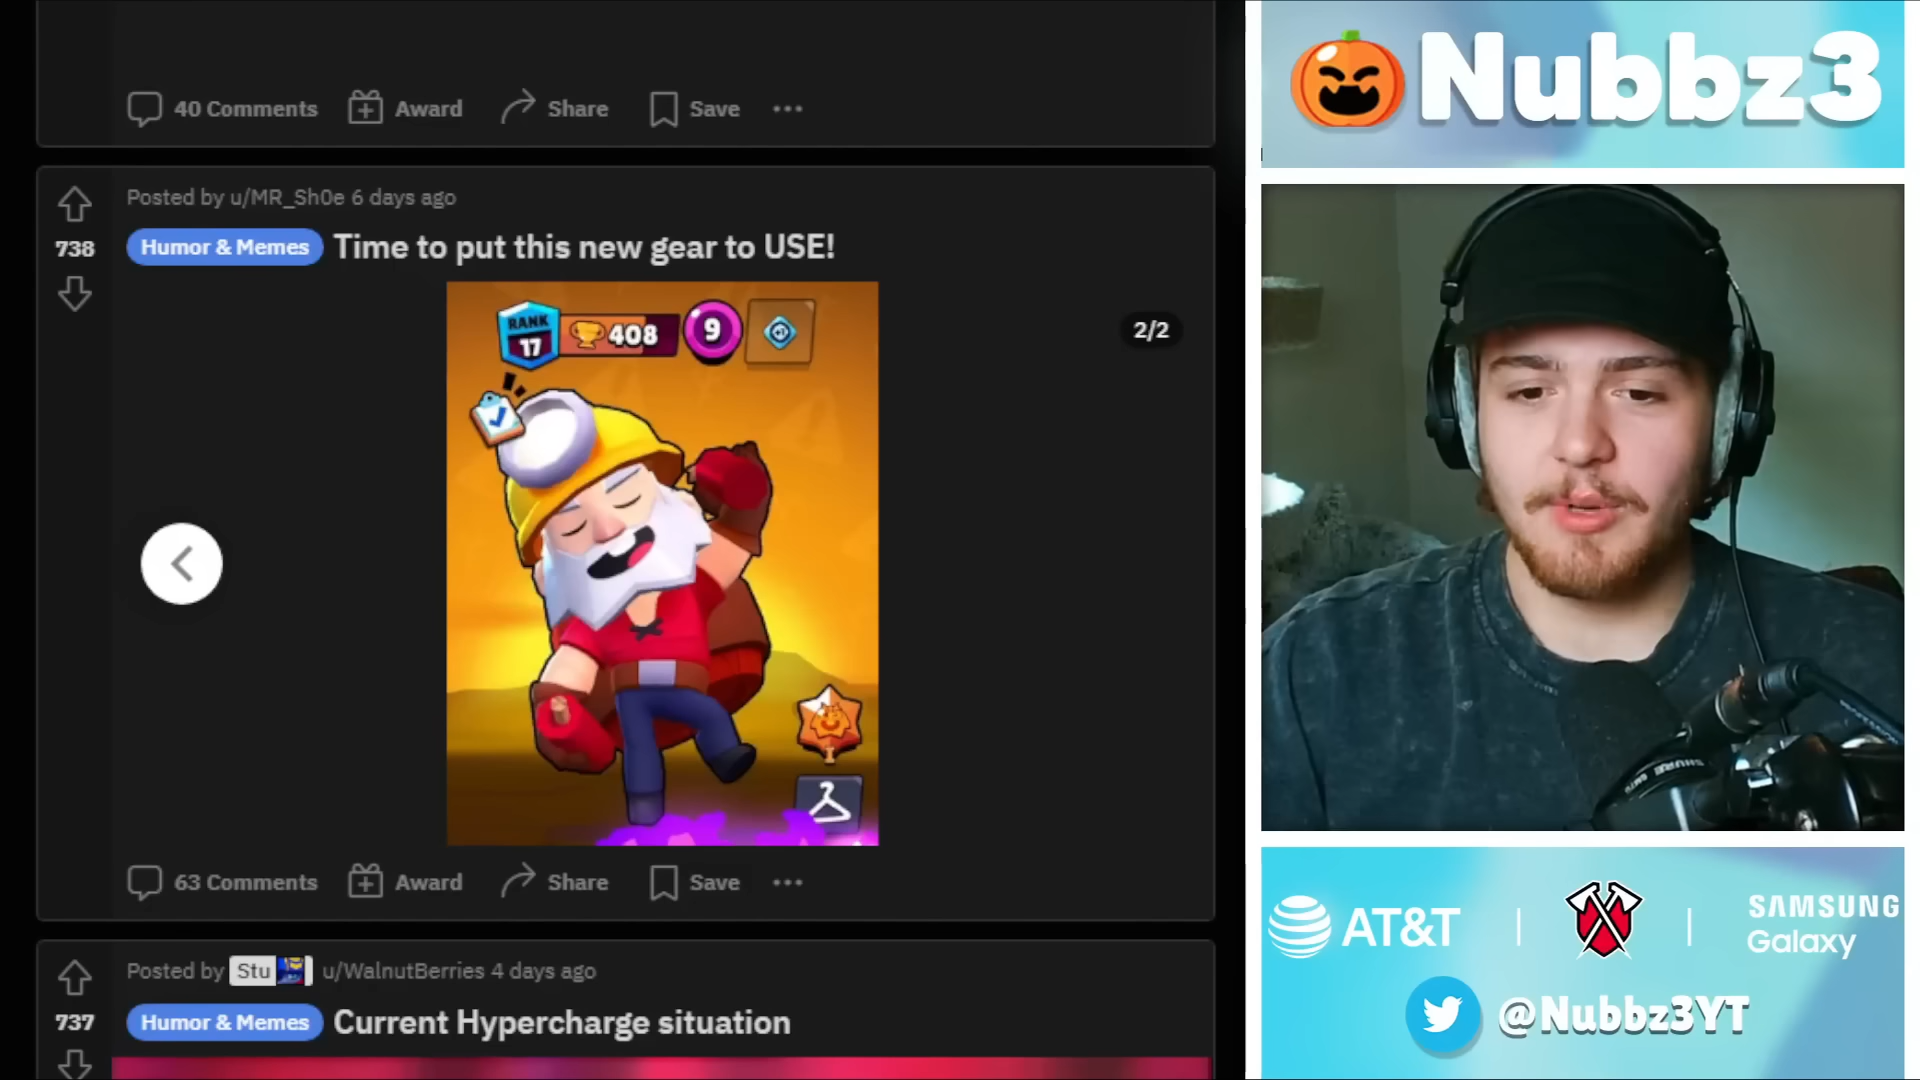 40 Comments Award Share Save
Posted by u/MR_Sh0e 6 days ago
738
Humor & Memes Time to put this new gear to USE!
RANK
17
408
9
2/2
63 Comments Award Share Save
Posted by Stu u/WalnutBerries 4 days ago
737
Humor & Memes Current Hypercharge situation
Nubbz3
SHURE
AT&T
SAMSUNG
Galaxy
@Nubbz3YT